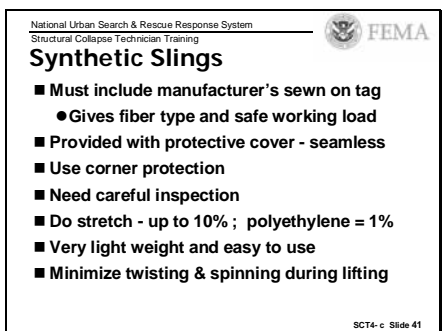 National Urban Search & Rescue Response System
Structural Collapse Technician Training
FEMA
Synthetic Slings
■ Must include manufacturer's sewn on tag
●Gives fiber type and safe working load
■ Provided with protective cover - seamless
■ Use corner protection
■ Need careful inspection
■ Do stretch - up to 10% ; polyethylene = 1%
■ Very light weight and easy to use
■ Minimize twisting & spinning during lifting
SCT4- c Slide 41